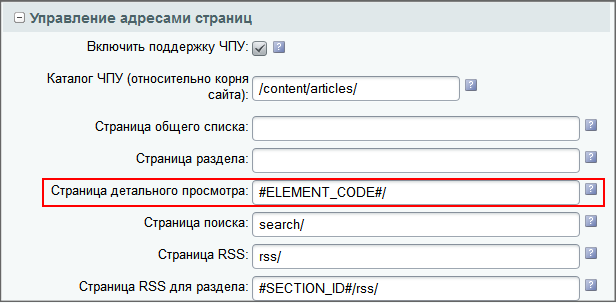 Управление адресами страниц
Включить поддержку ЧПУ: ?
Каталог ЧПУ (относительно корня
сайта): /content/articles/ ?
Страница общего списка: ?
Страница раздела: ?
Страница детального просмотра: #ELEMENT_CODE#/ ?
Страница поиска: search/ ?
Страница RSS: rss/ ?
Страница RSS для раздела: #SECTION_ID#/rss/ ?